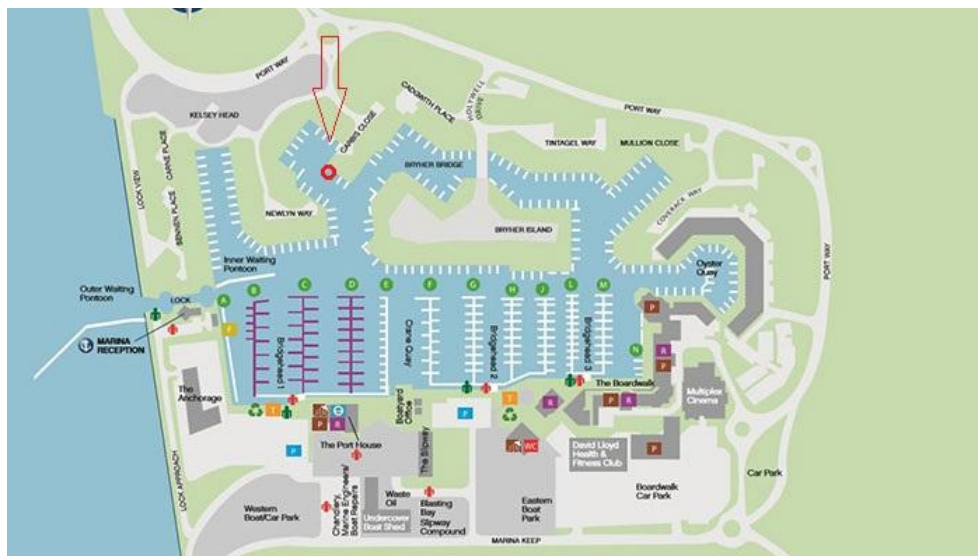 PORT WAY
KELSEY HEAD
CARBIS CLOSE
CADGWITH PLACE
HOLYWELL
PORT WAY
CARNE PLACE
LOCK VIEW
SENNEN PLACE
TINTAGEL WAY
MULLION CLOSE
BRYHER BRIDGE
COVERACK WAY
NEWLYN WAY
BRYHER ISLAND
PORT WAY
Inner Waiting
Pontoon
Oyster
Quay
Outer Waiting
Pontoon
LOCK
A
B
C
D
E
F
G
H
J
L
M
N
P
F
MARINA
RECEPTION
Bridgehead 1
Crane Quay
Bridgehead 2
Bridgehead 3
R
The Boardwalk
The
Anchorage
Boatyard
Office
Multiplex
Cinema
T
P
R
P
T
R
P
R
P
The Port House
The Slipway
WC
David Lloyd
Health &
Fitness Club
P
LOCK APPROACH
Car Park
Western
Boat/Car Park
Chandlery,
Marine Engineers/
Boat Repairs
Waste
Oil
Undercover
Boat Shed
Blasting
Bay
Slipway
Compound
Eastern
Boat
Park
Boardwalk
Car Park
MARINA KEEP